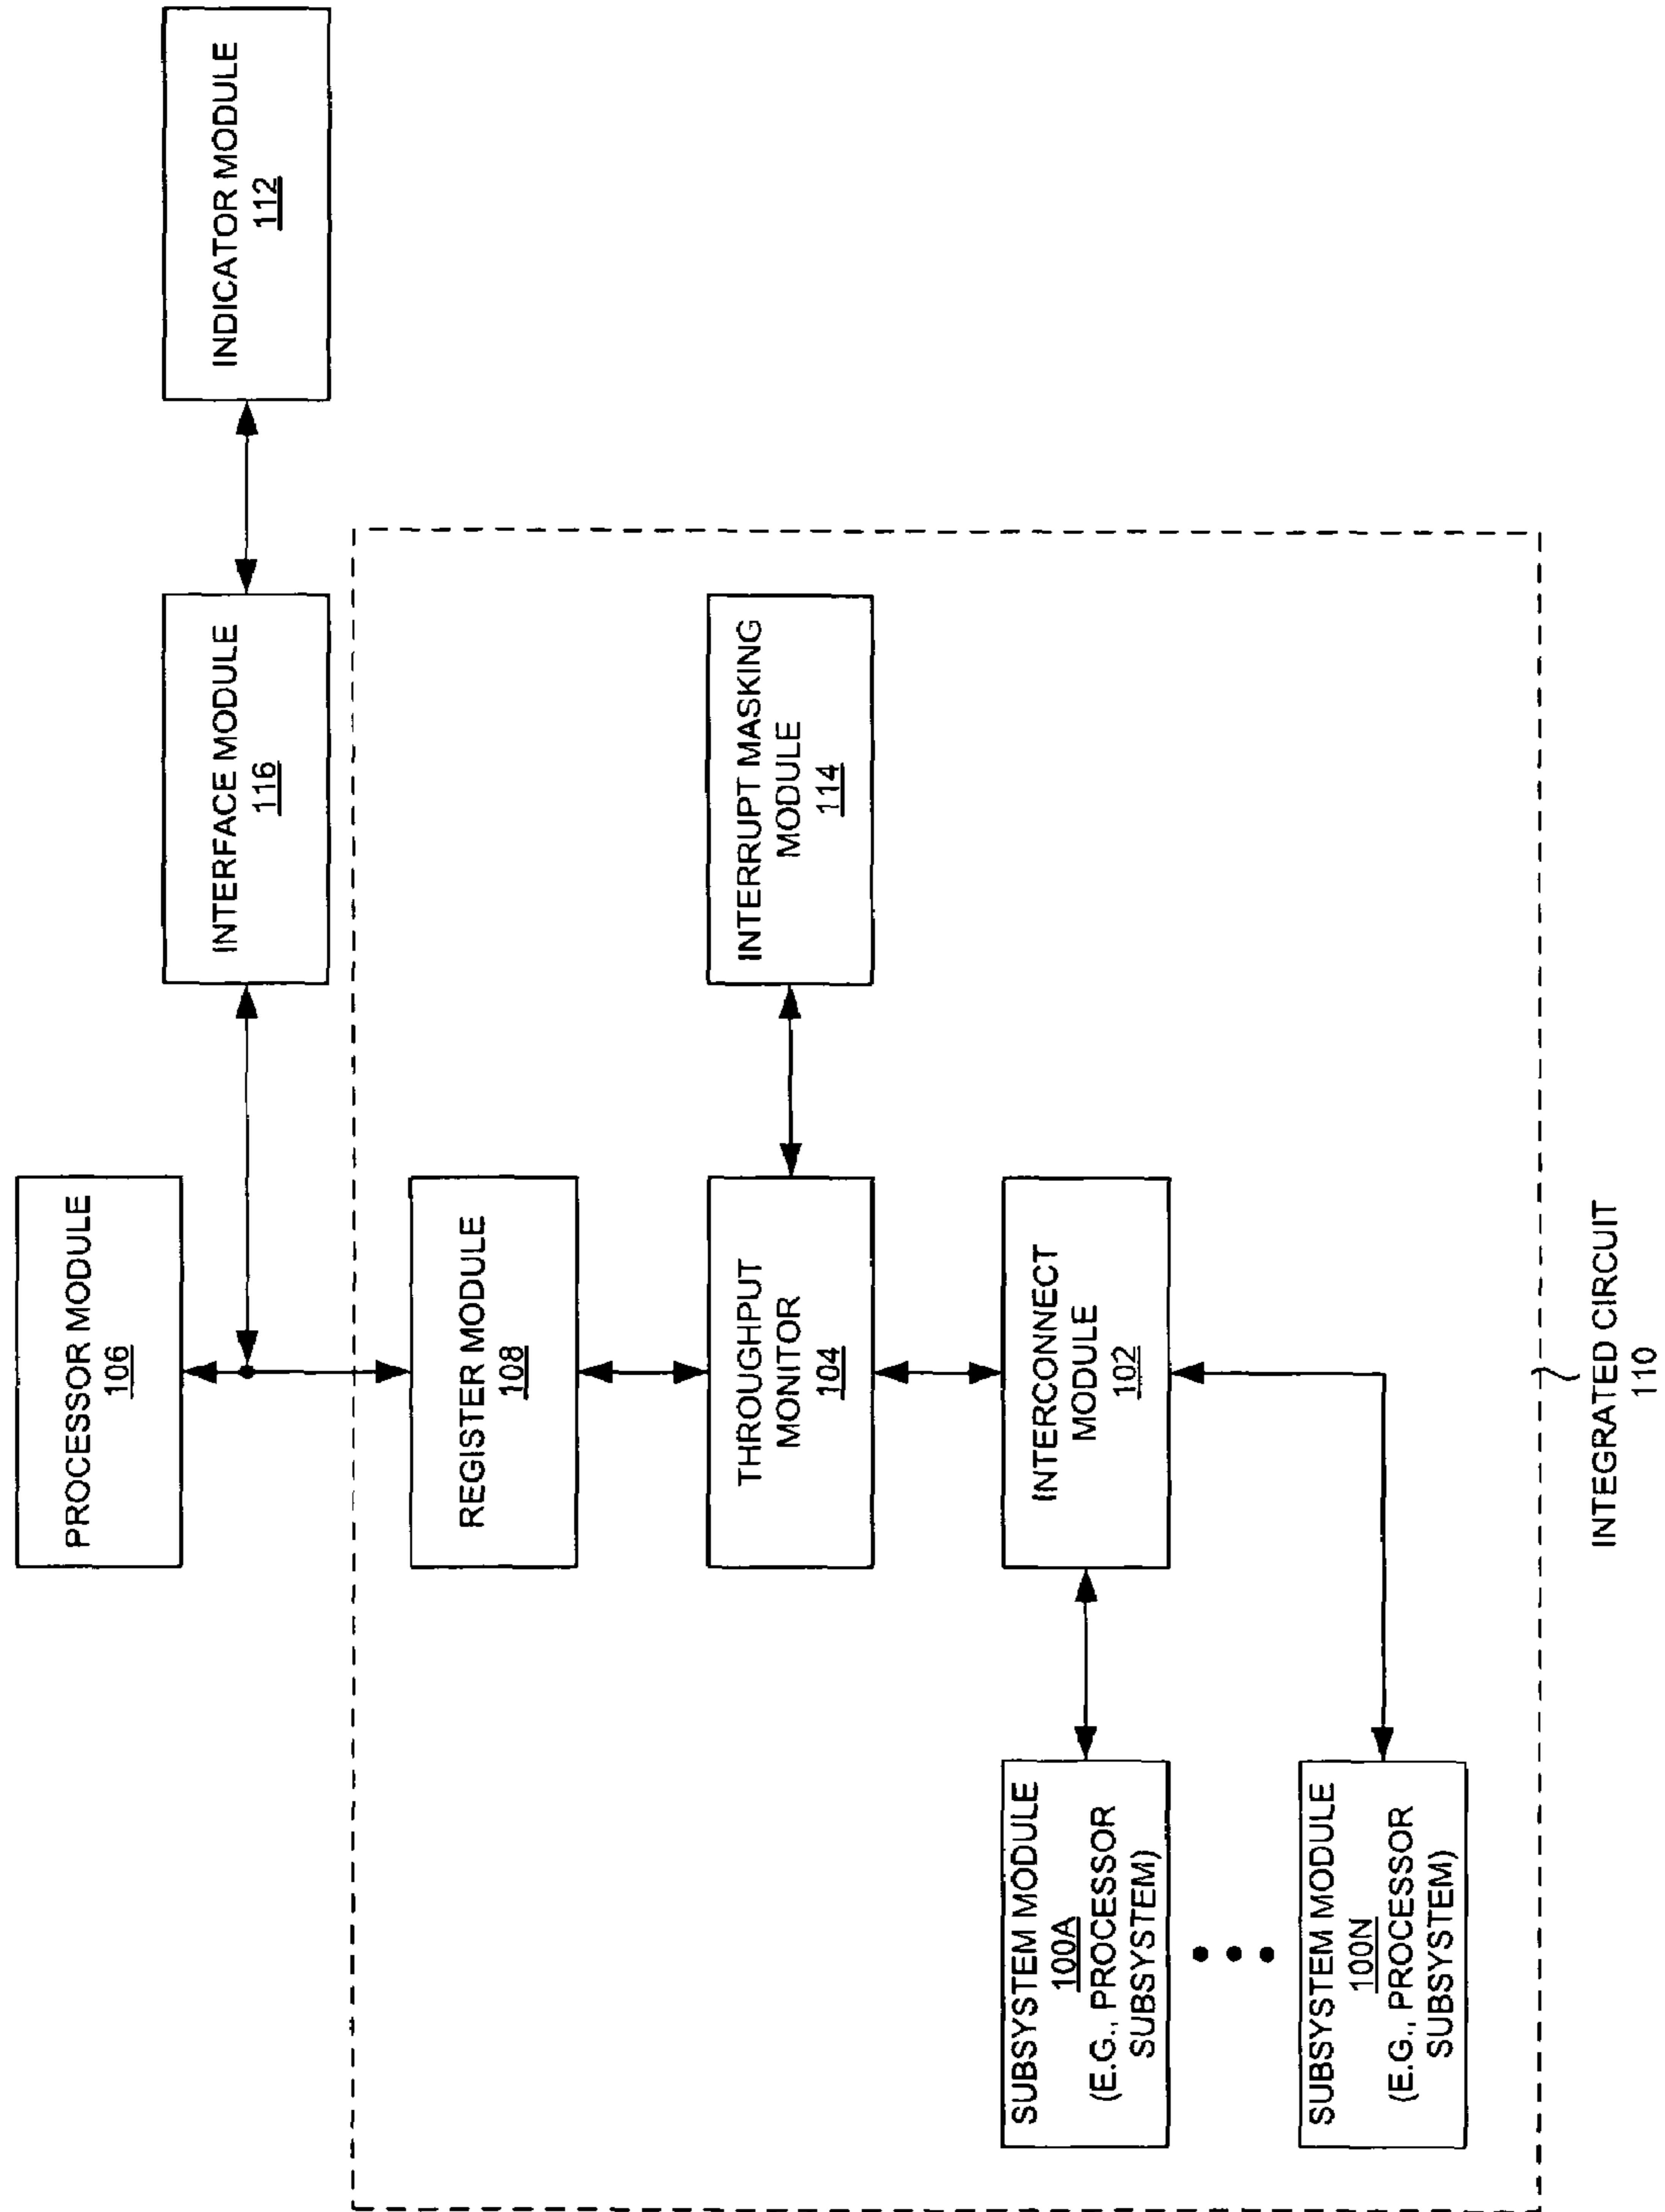 PROCESSOR MODULE
106
INTERFACE MODULE
116
INDICATOR MODULE
112
REGISTER MODULE
108
THROUGHPUT
MONITOR
104
INTERRUPT MASKING
MODULE
114
SUBSYSTEM MODULE
100A
(E.G., PROCESSOR
SUBSYSTEM)
INTERCONNECT
MODULE
102
SUBSYSTEM MODULE
100N
(E.G., PROCESSOR
SUBSYSTEM)
INTEGRATED CIRCUIT
110